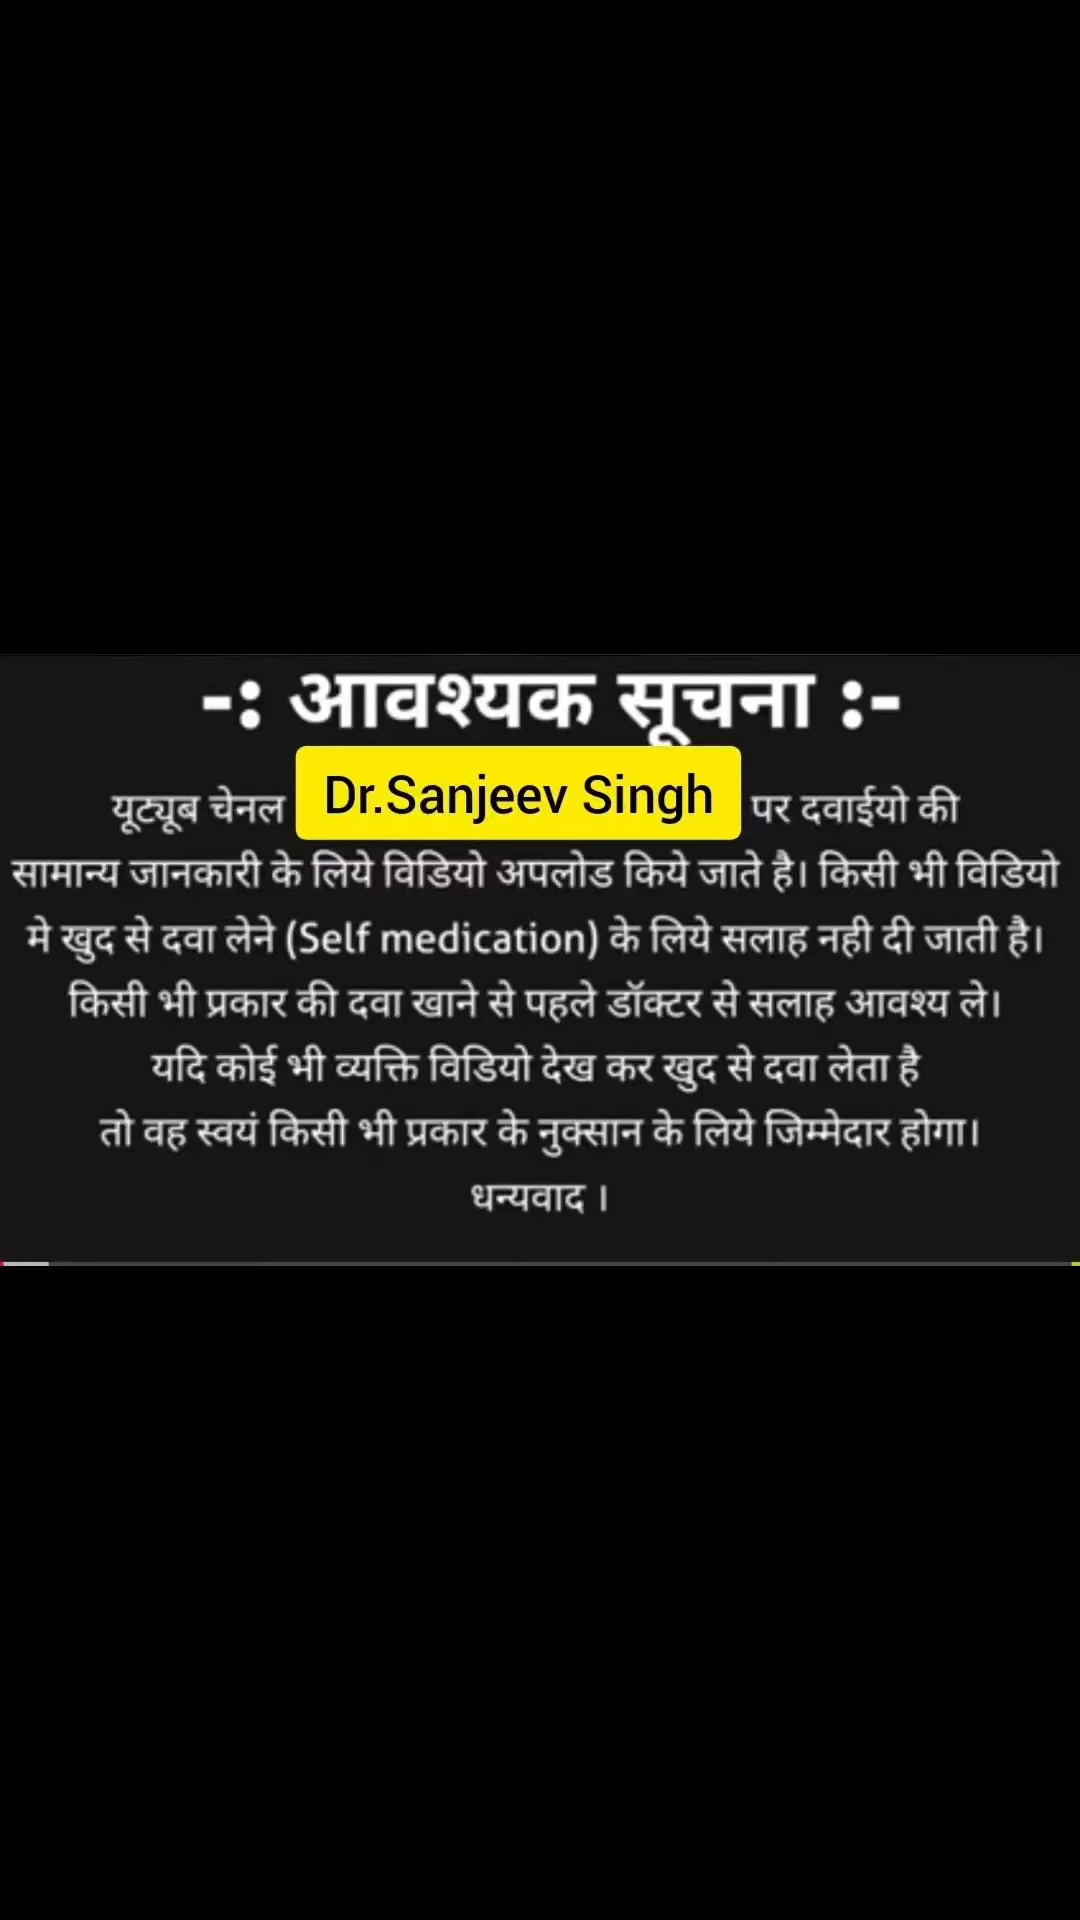 -: आवश्यक सूचना :-
यूट्यूब चेनल Dr.Sanjeev Singh पर दवाईयो की
सामान्य जानकारी के लिये विडियो अपलोड किये जाते है। किसी भी विडियो
मे खुद से दवा लेने (Self medication) के लिये सलाह नही दी जाती है।
किसी भी प्रकार की दवा खाने से पहले डॉक्टर से सलाह आवश्य ले।
यदि कोई भी व्यक्ति विडियो देख कर खुद से दवा लेता है
तो वह स्वयं किसी भी प्रकार के नुक्सान के लिये जिम्मेदार होगा।
धन्यवाद ।